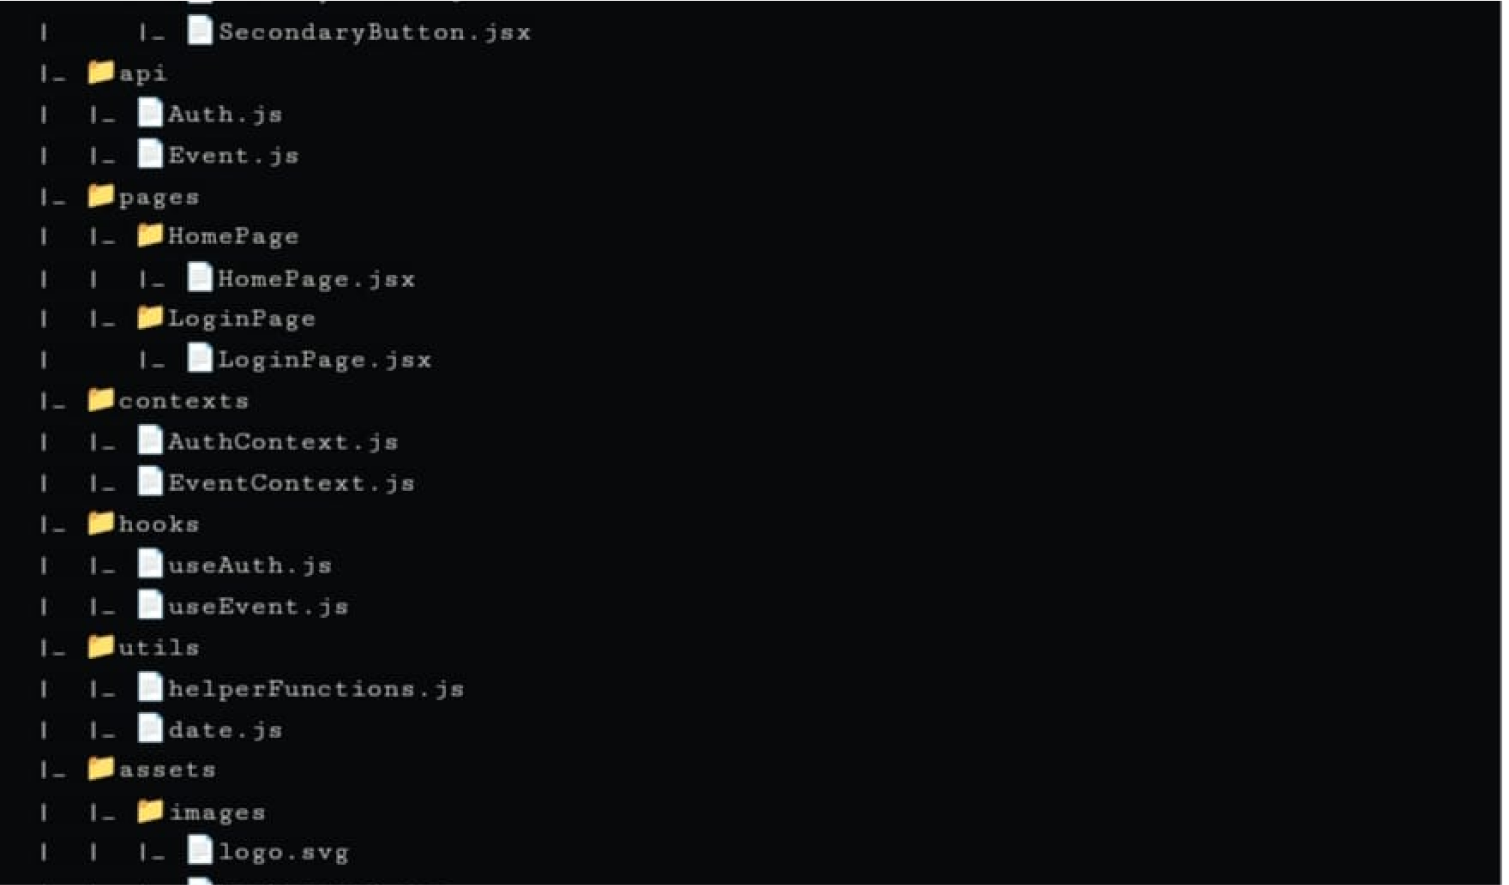 |     |_ 📄SecondaryButton.jsx
|_ 📁api
|  |_ 📄Auth.js
|  |_ 📄Event.js
|_ 📁pages
|  |_ 📁HomePage
|  |  |_ 📄HomePage.jsx
|  |_ 📁LoginPage
|     |_ 📄LoginPage.jsx
|_ 📁contexts
|  |_ 📄AuthContext.js
|  |_ 📄EventContext.js
|_ 📁hooks
|  |_ 📄useAuth.js
|  |_ 📄useEvent.js
|_ 📁utils
|  |_ 📄helperFunctions.js
|  |_ 📄date.js
|_ 📁assets
|  |_ 📁images
|  |  |_ 📄logo.svg